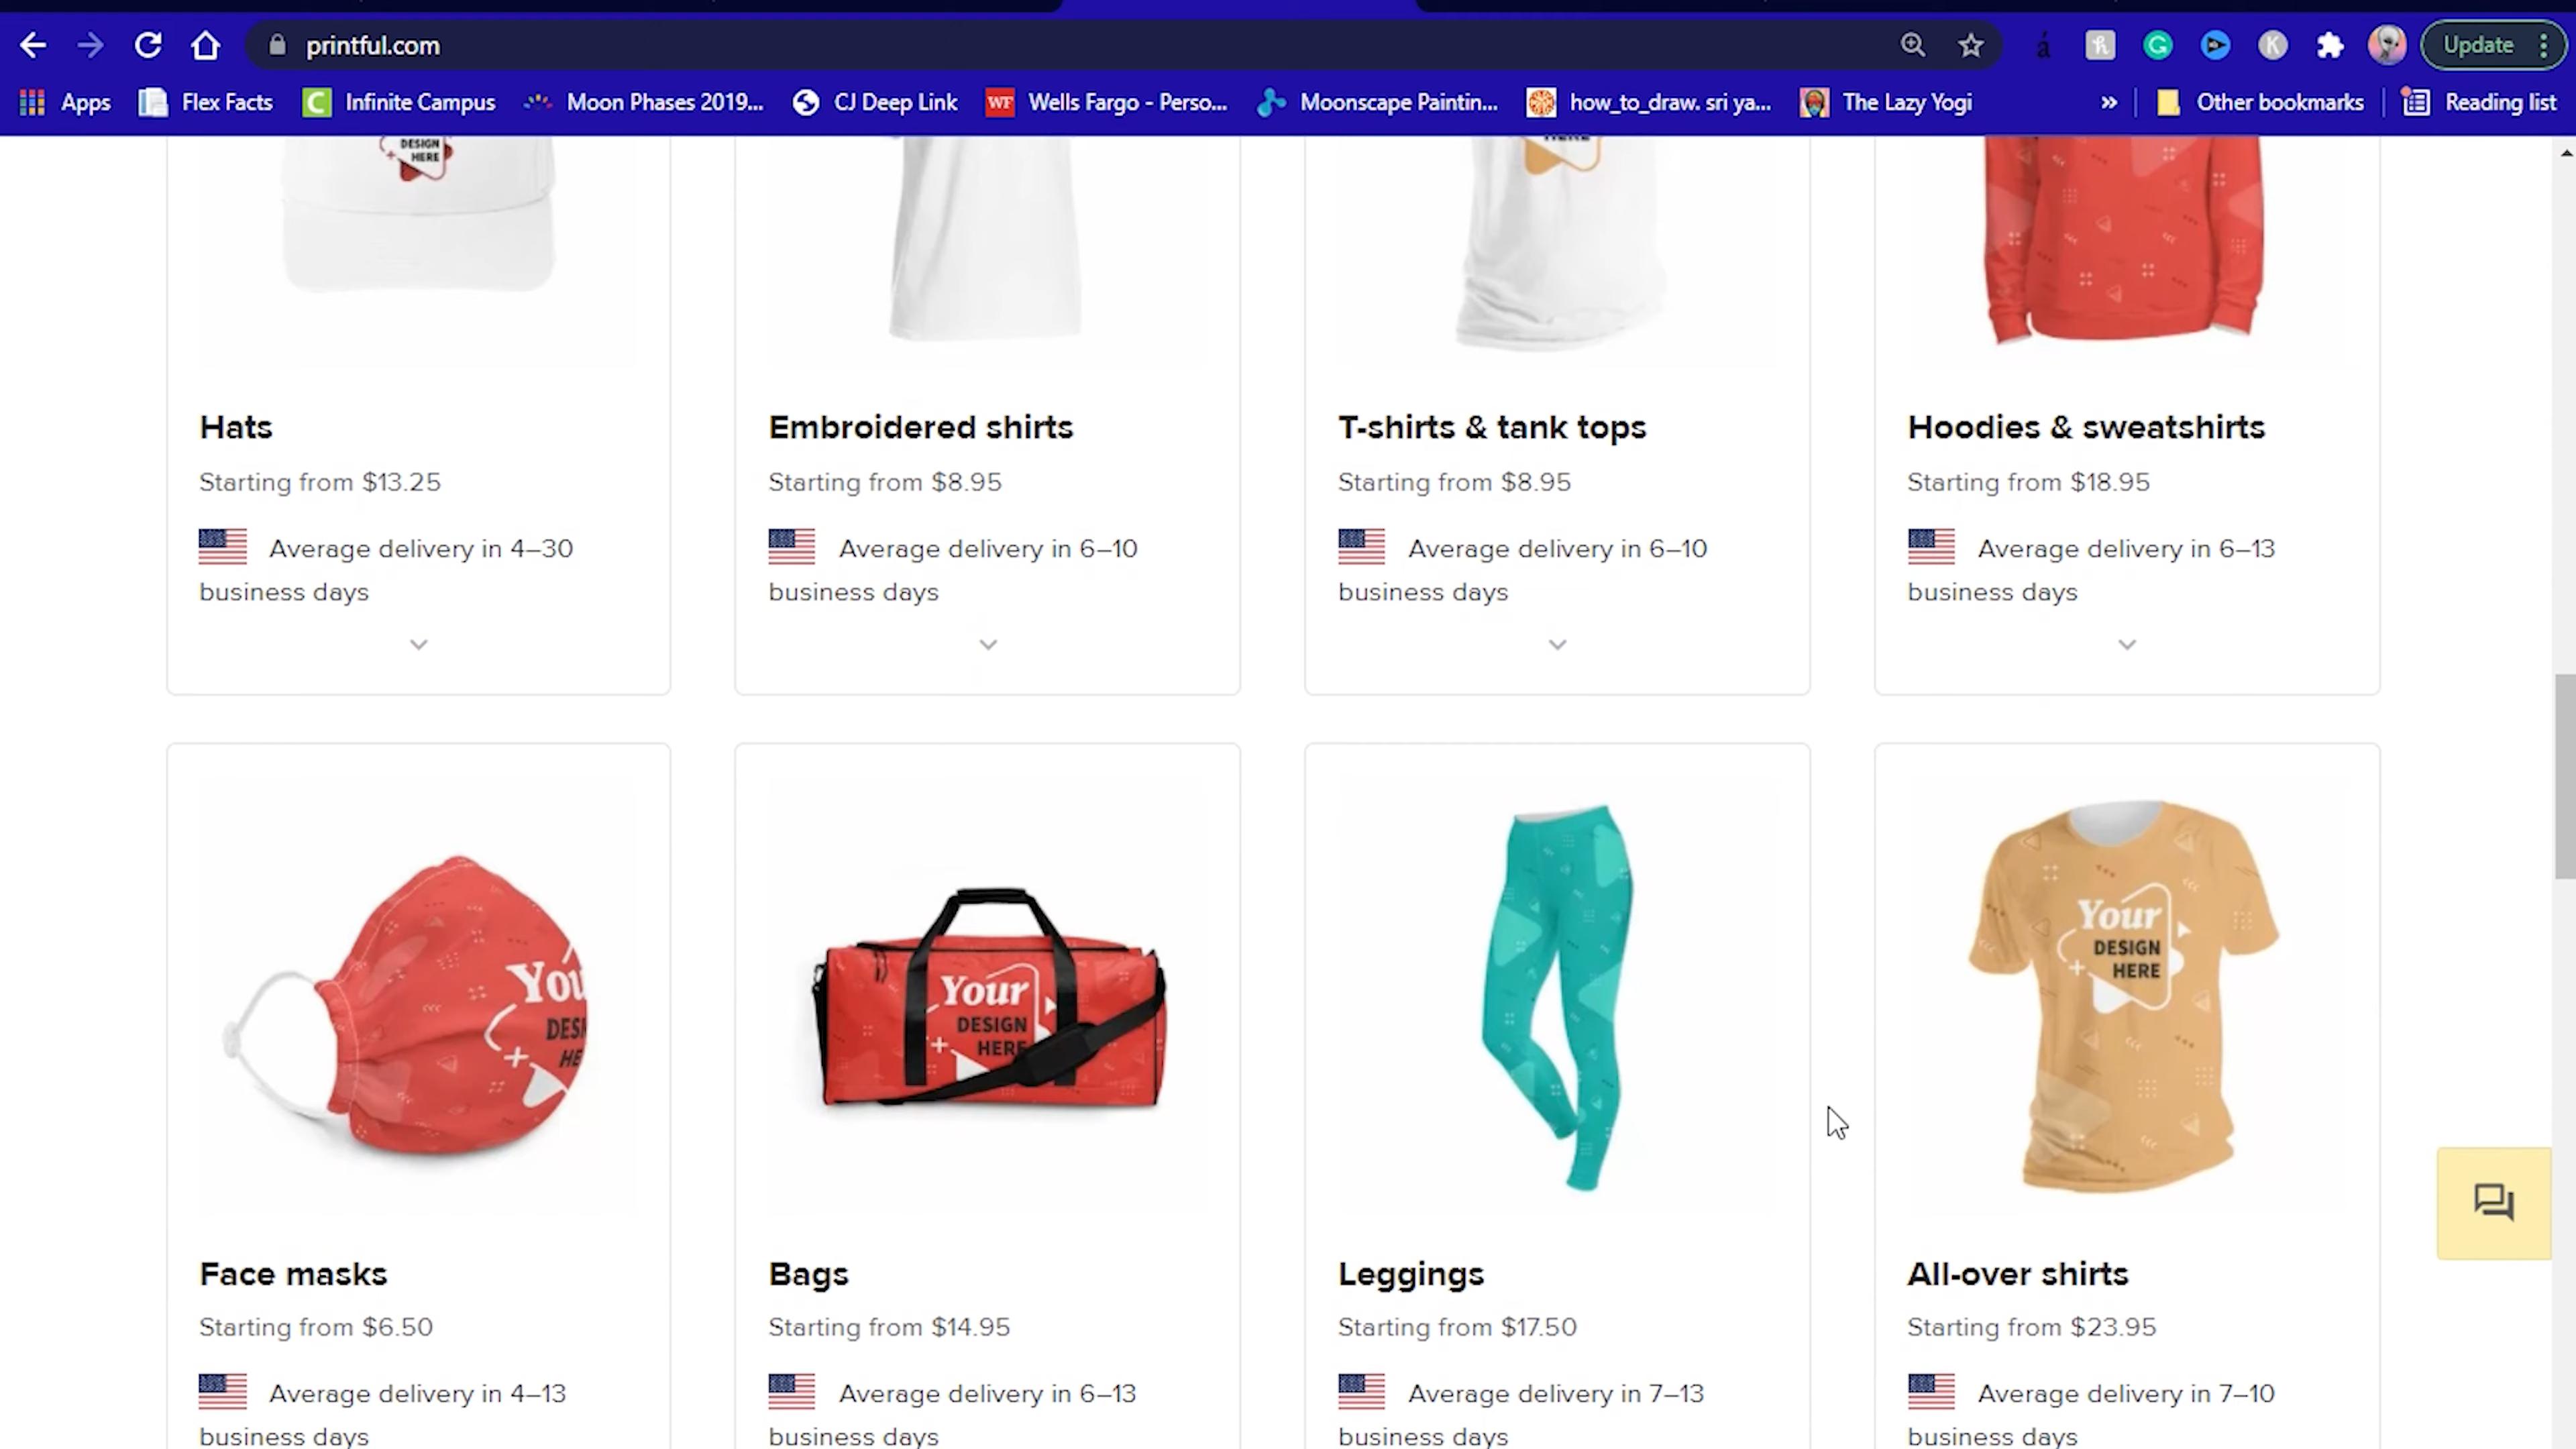 printful.com
Update
Apps
Flex Facts
Infinite Campus
Moon Phases 2019...
CJ Deep Link
WF
Wells Fargo - Perso...
Moonscape Paintin...
how_to_draw. sri ya...
The Lazy Yogi
»
Other bookmarks
Reading list
DESIGN
HERE
HERE
Hats
Starting from $13.25
Average delivery in 4–30
business days
Embroidered shirts
Starting from $8.95
Average delivery in 6–10
business days
T-shirts & tank tops
Starting from $8.95
Average delivery in 6–10
business days
Hoodies & sweatshirts
Starting from $18.95
Average delivery in 6–13
business days
You
DESI
HE
Your
DESIGN
HERE
Your
DESIGN
HERE
Face masks
Starting from $6.50
Average delivery in 4–13
business days
Bags
Starting from $14.95
Average delivery in 6–13
business days
Leggings
Starting from $17.50
Average delivery in 7–13
business days
All-over shirts
Starting from $23.95
Average delivery in 7–10
business days